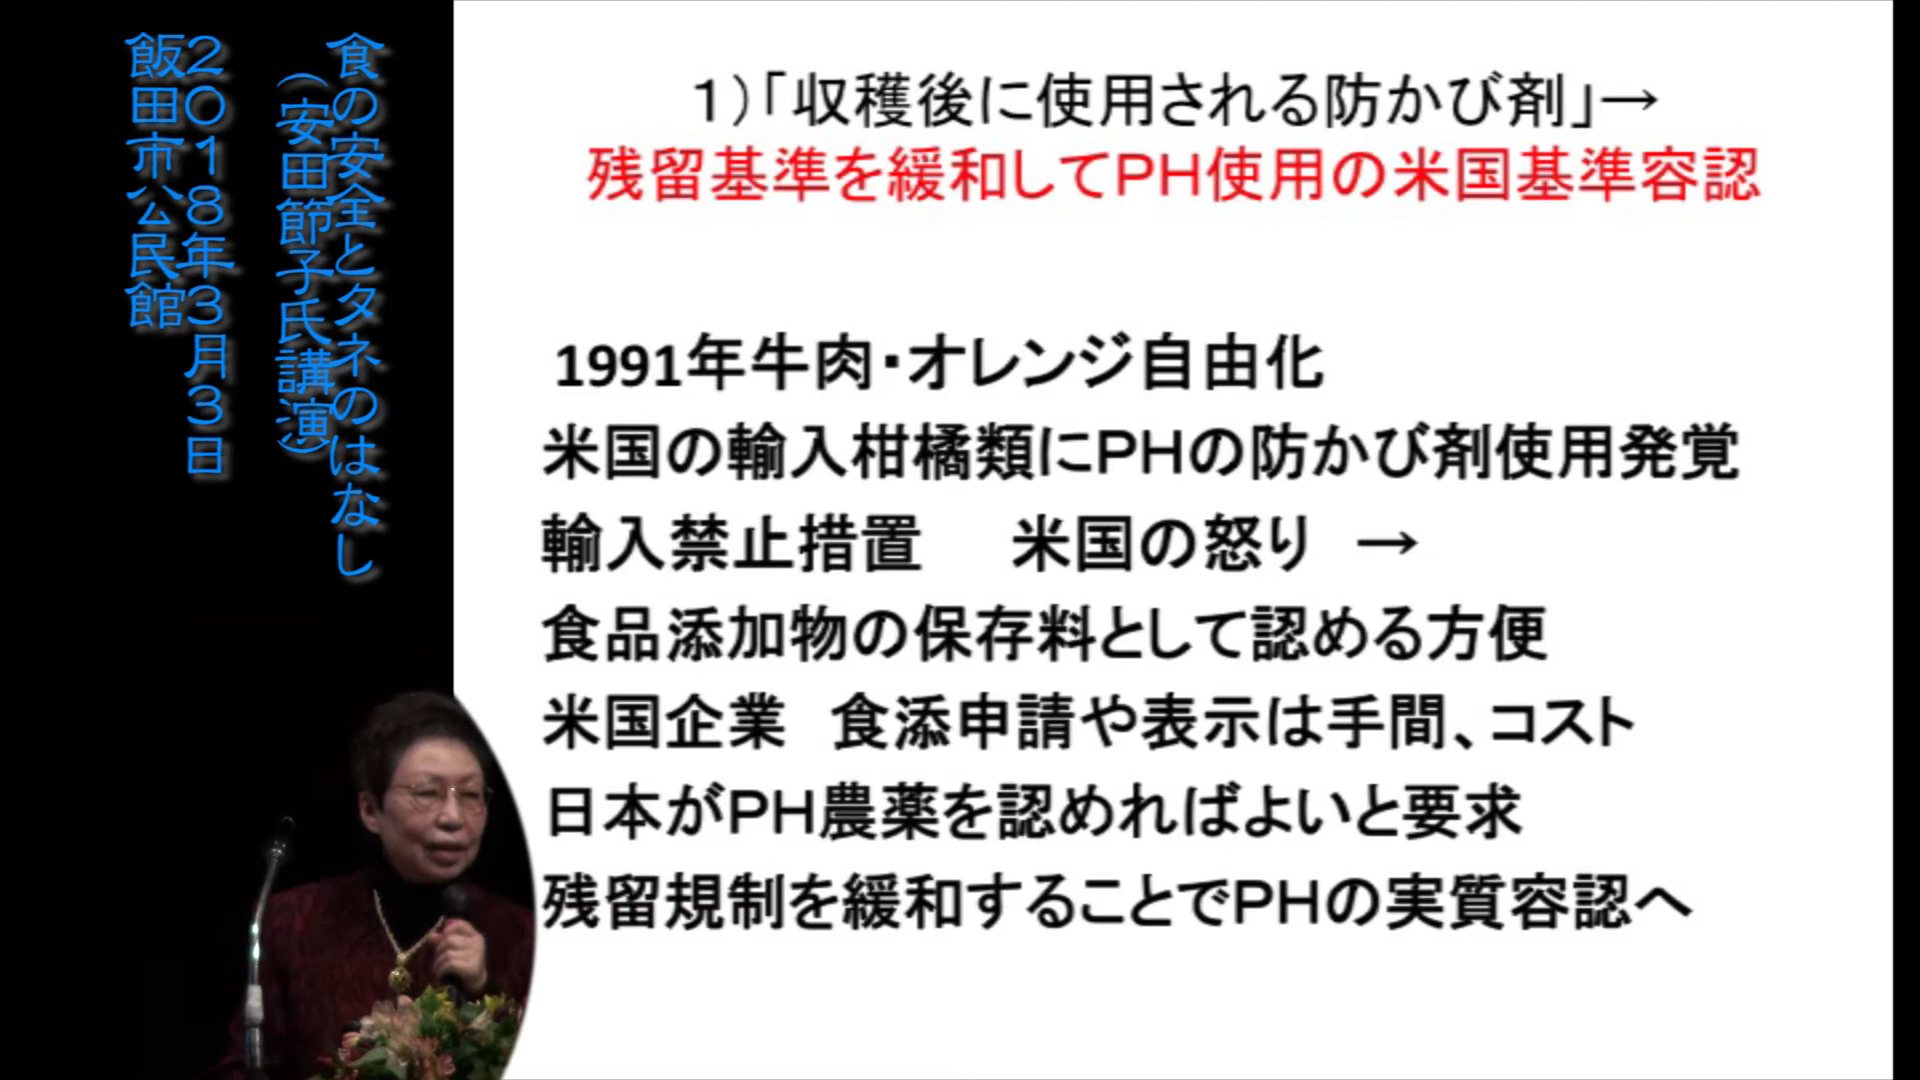 食の安全とタネのはなし
（安田節子氏講演）
２０１８年３月３日
飯田市公民館
１）「収穫後に使用される防かび剤」→
残留基準を緩和してＰＨ使用の米国基準容認
1991年牛肉・オレンジ自由化
米国の輸入柑橘類にＰＨの防かび剤使用発覚
輸入禁止措置　米国の怒り　→
食品添加物の保存料として認める方便
米国企業　食添申請や表示は手間、コスト
日本がＰＨ農薬を認めればよいと要求
残留規制を緩和することでＰＨの実質容認へ